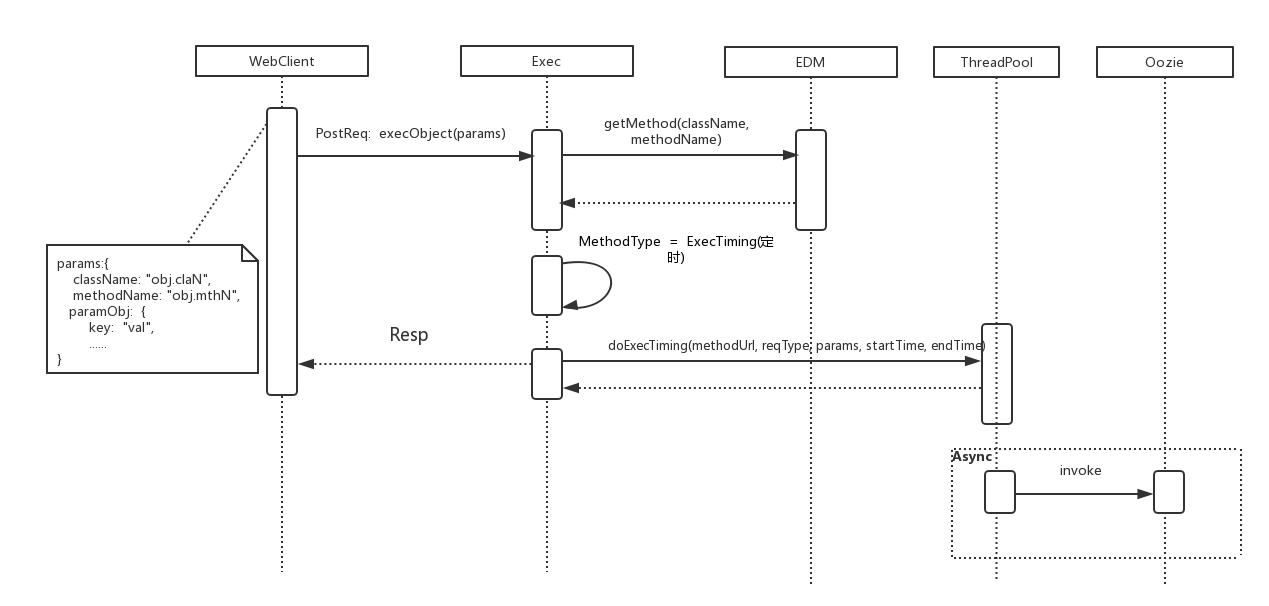 WebClient
Exec
EDM
ThreadPool
Oozie
PostReq: execObject(params)
getMethod(className,
methodName)
MethodType = ExecTiming(定
时)
params:{
className: "obj.claN",
methodName: "obj.mthN",
paramObj: {
key: "val",
......
}
Resp
doExecTiming(methodUrl, reqType, params, startTime, endTime)
Async
invoke